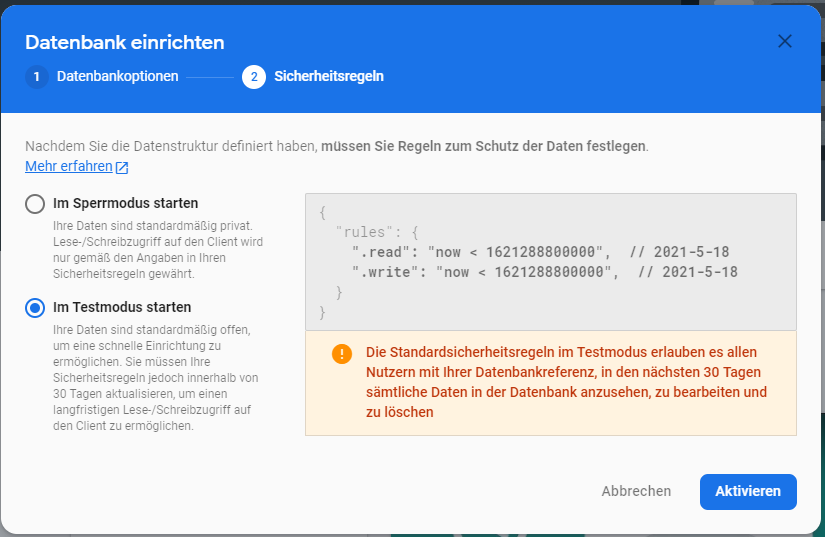 Datenbank einrichten
1 Datenbankoptionen 2 Sicherheitsregeln
Nachdem Sie die Datenstruktur definiert haben, müssen Sie Regeln zum Schutz der Daten festlegen.
Mehr erfahren
Im Sperrmodus starten
Ihre Daten sind standardmäßig privat.
Lese-/Schreibzugriff auf den Client wird
nur gemäß den Angaben in Ihren
Sicherheitsregeln gewährt.
Im Testmodus starten
Ihre Daten sind standardmäßig offen,
um eine schnelle Einrichtung zu
ermöglichen. Sie müssen Ihre
Sicherheitsregeln jedoch innerhalb von
30 Tagen aktualisieren, um einen
langfristigen Lese-/Schreibzugriff auf
den Client zu ermöglichen.
{
"rules": {
".read": "now < 1621288800000", // 2021-5-18
".write": "now < 1621288800000", // 2021-5-18
}
}
Die Standardsicherheitsregeln im Testmodus erlauben es allen
Nutzern mit Ihrer Datenbankreferenz, in den nächsten 30 Tagen
sämtliche Daten in der Datenbank anzusehen, zu bearbeiten und
zu löschen
Abbrechen Aktivieren